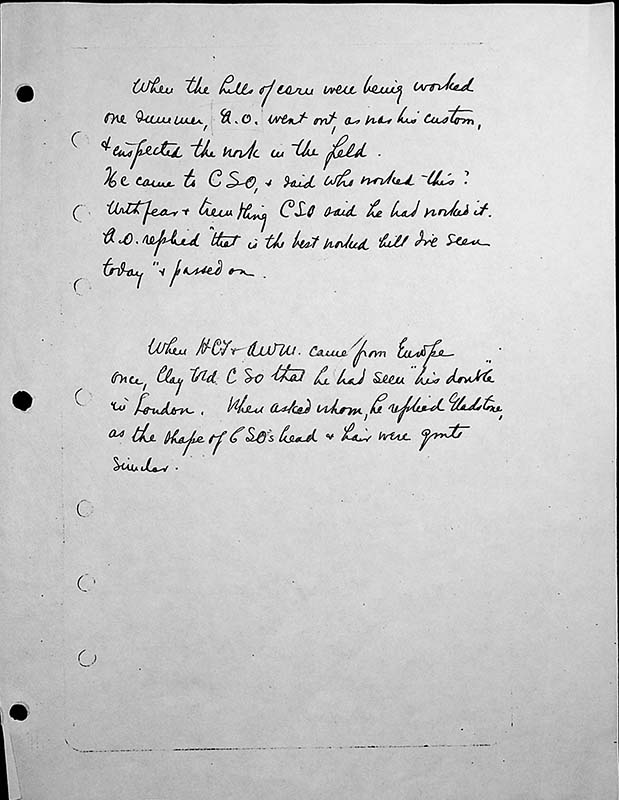 When the hills of corn were being worked
one summer, A.O. went out, as was his custom,
& inspected the work in the field.
He came to CSO, & said who worked this?
With fear & trembling CSO said he had worked it.
A.O. replied "that is the best worked hill I've seen
today" & passed on.
When HCT & AWM. came from Europe
once, Clay told CSO that he had seen "his double"
in London. When asked whom, he replied Gladstone,
as the shape of CSO's head & hair were quite
similar.